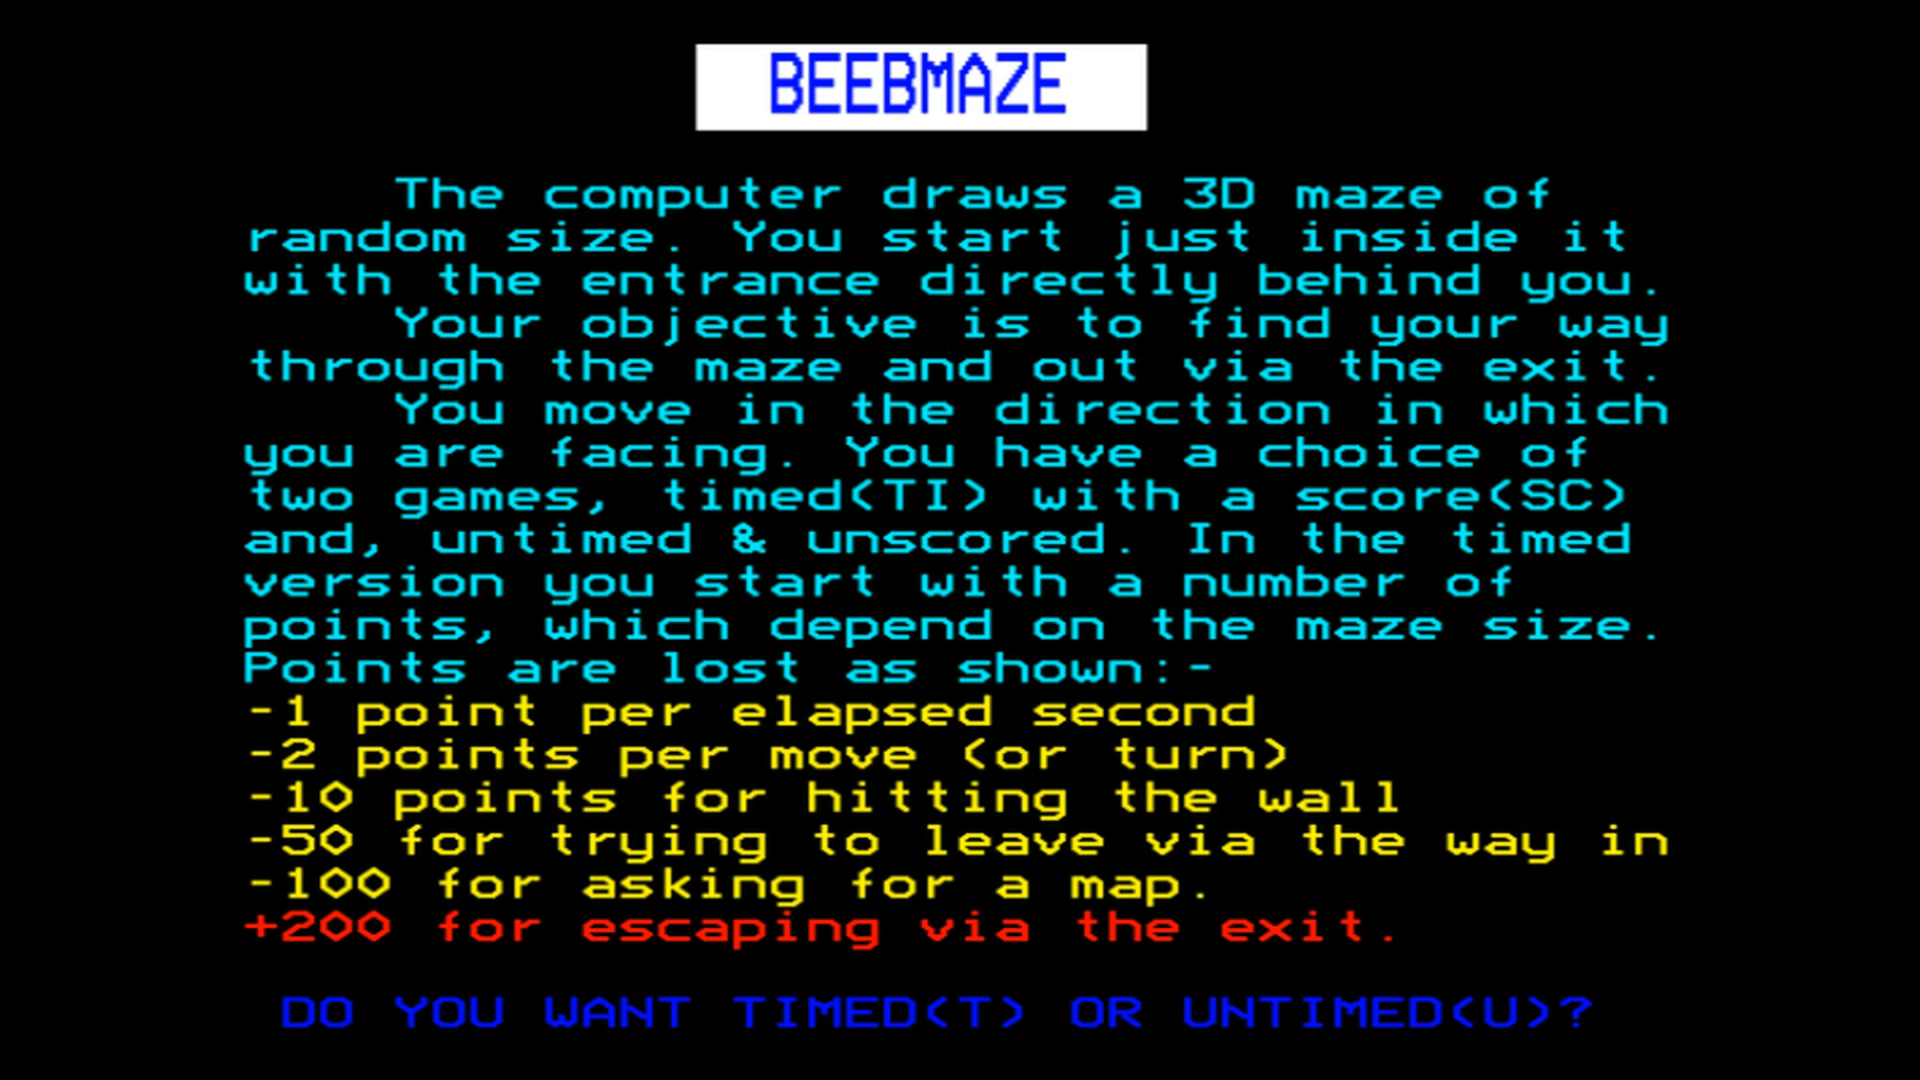 BEEBMAZE
The computer draws a 3D maze of
random size. You start just inside it
with the entrance directly behind you.
Your objective is to find your way
through the maze and out via the exit.
You move in the direction in which
you are facing. You have a choice of
two games, timed(TI) with a score(SC)
and, untimed & unscored. In the timed
version you start with a number of
points, which depend on the maze size.
Points are lost as shown:-
-1 point per elapsed second
-2 points per move (or turn)
-10 points for hitting the wall
-50 for trying to leave via the way in
-100 for asking for a map.
+200 for escaping via the exit.
DO YOU WANT TIMED(T) OR UNTIMED(U)?